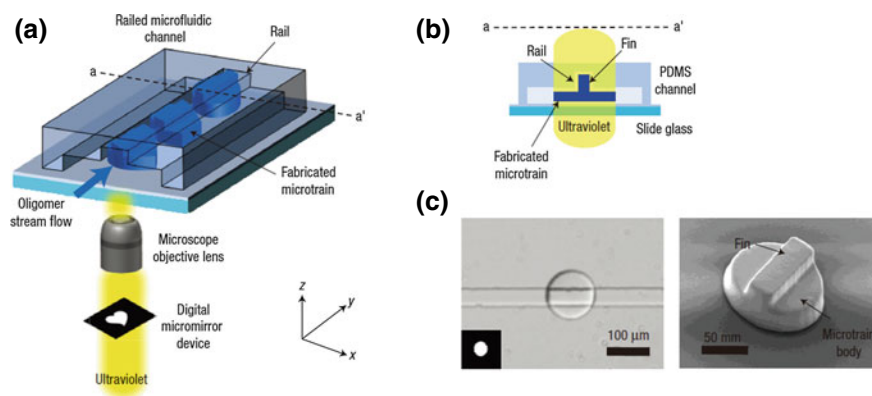 (a)
Railed microfluidic
channel
Rail
a
a'
Fabricated
microtrain
Oligomer
stream flow
Microscope
objective lens
Digital
micromirror
device
Ultraviolet
z
y
x
(b)
a
a'
Rail
Fin
PDMS
channel
Ultraviolet
Slide glass
Fabricated
microtrain
(c)
100 μm
Fin
50 mm
Microtrain
body